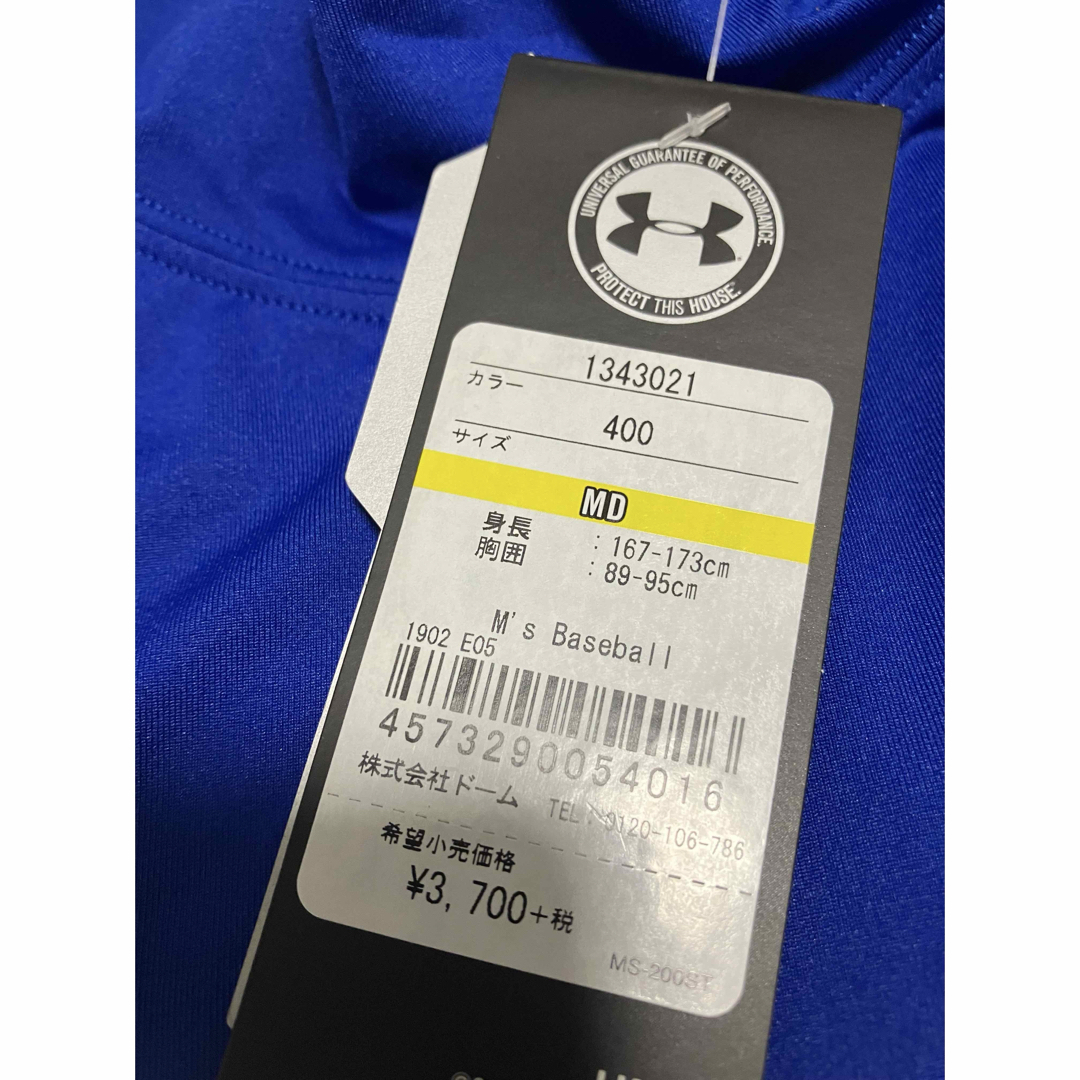 UNIVERSAL GUARANTEE OF PERFORMANCE.
PROTECT THIS HOUSE.
1343021
カラー
400
サイズ
MD
身長 : 167-173cm
胸囲 : 89-95cm
M's Baseball
1902 E05
4573290054016
株式会社ドーム TEL: 0120-106-786
希望小売価格
¥3,700+税
MS-200ST